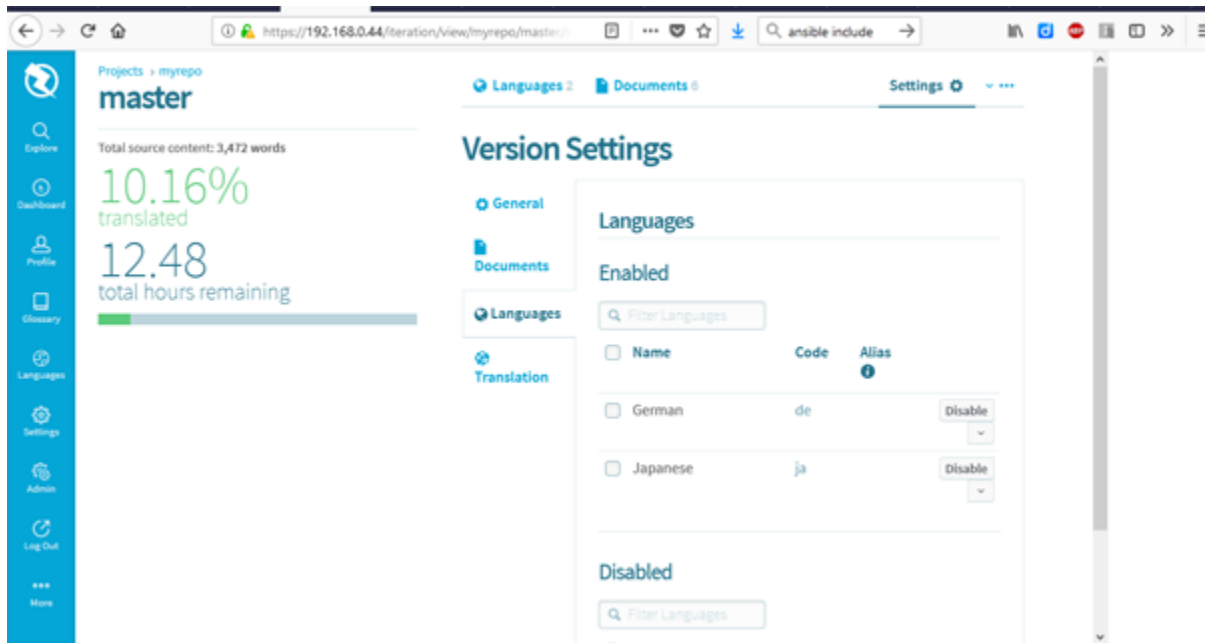 https://192.168.0.44/iteration/view/myrepo/master/
ansible include
Explore
Dashboard
Profile
Glossary
Languages
Settings
Admin
Log Out
More
Projects › myrepo
master
Total source content: 3,472 words
10.16%
translated
12.48
total hours remaining
Languages 2
Documents 6
Settings
Version Settings
General
Documents
Languages
Translation
Languages
Enabled
Filter Languages
Name Code Alias
German de Disable
Japanese ja Disable
Disabled
Filter Languages